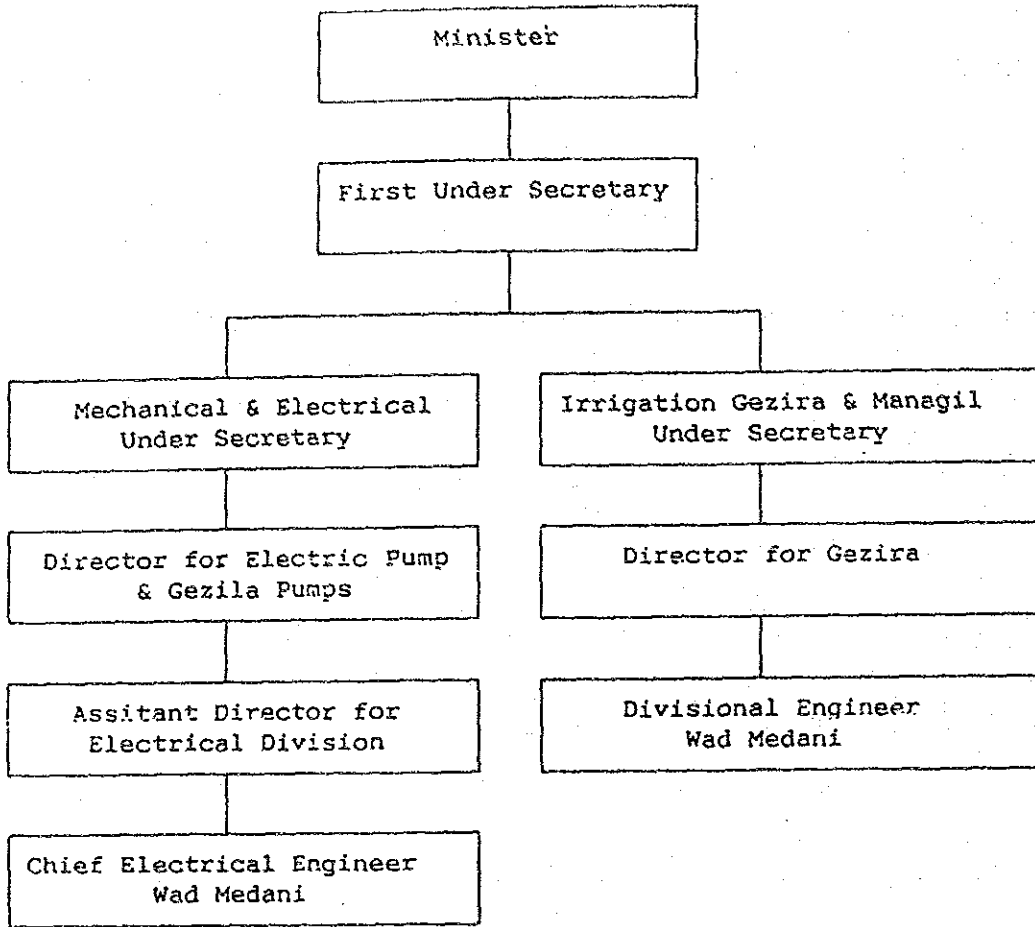 Minister
First Under Secretary
Mechanical & Electrical
Under Secretary
Director for Electric Pump
& Gezila Pumps
Assitant Director for
Electrical Division
Chief Electrical Engineer
Wad Medani
Irrigation Gezira & Managil
Under Secretary
Director for Gezira
Divisional Engineer
Wad Medani